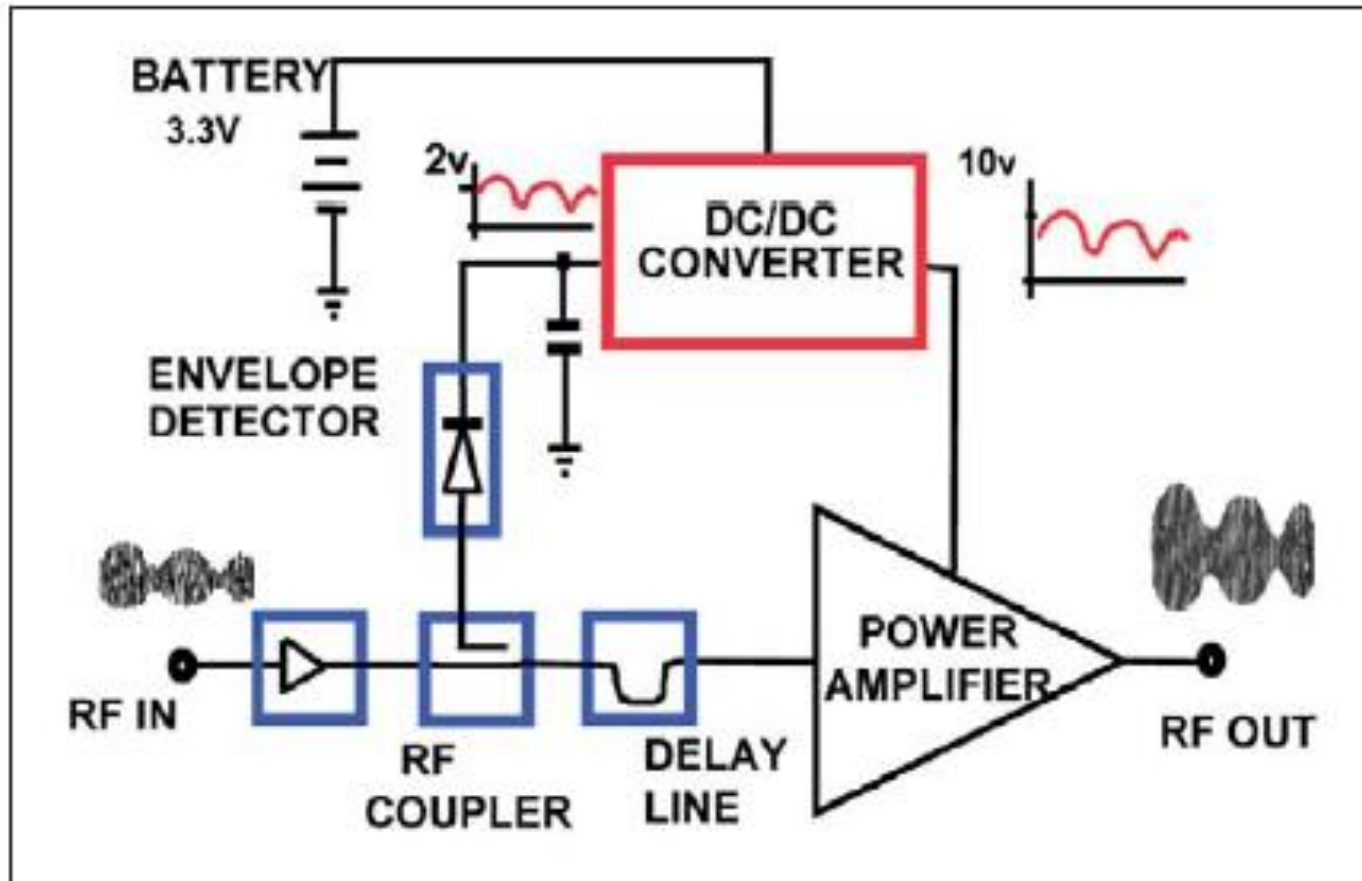 BATTERY
3.3V
2v
10v
DC/DC
CONVERTER
ENVELOPE
DETECTOR
POWER
AMPLIFIER
RF IN
RF
COUPLER
DELAY
LINE
RF OUT